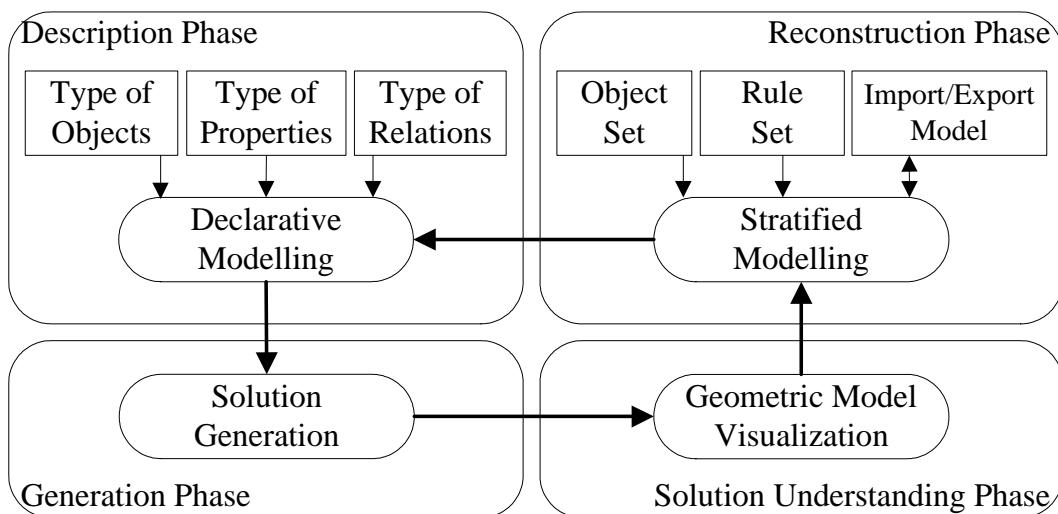 Description Phase
Type of
Objects
Type of
Properties
Type of
Relations
Declarative
Modelling
Reconstruction Phase
Object
Set
Rule
Set
Import/Export
Model
Stratified
Modelling
Solution
Generation
Generation Phase
Geometric Model
Visualization
Solution Understanding Phase